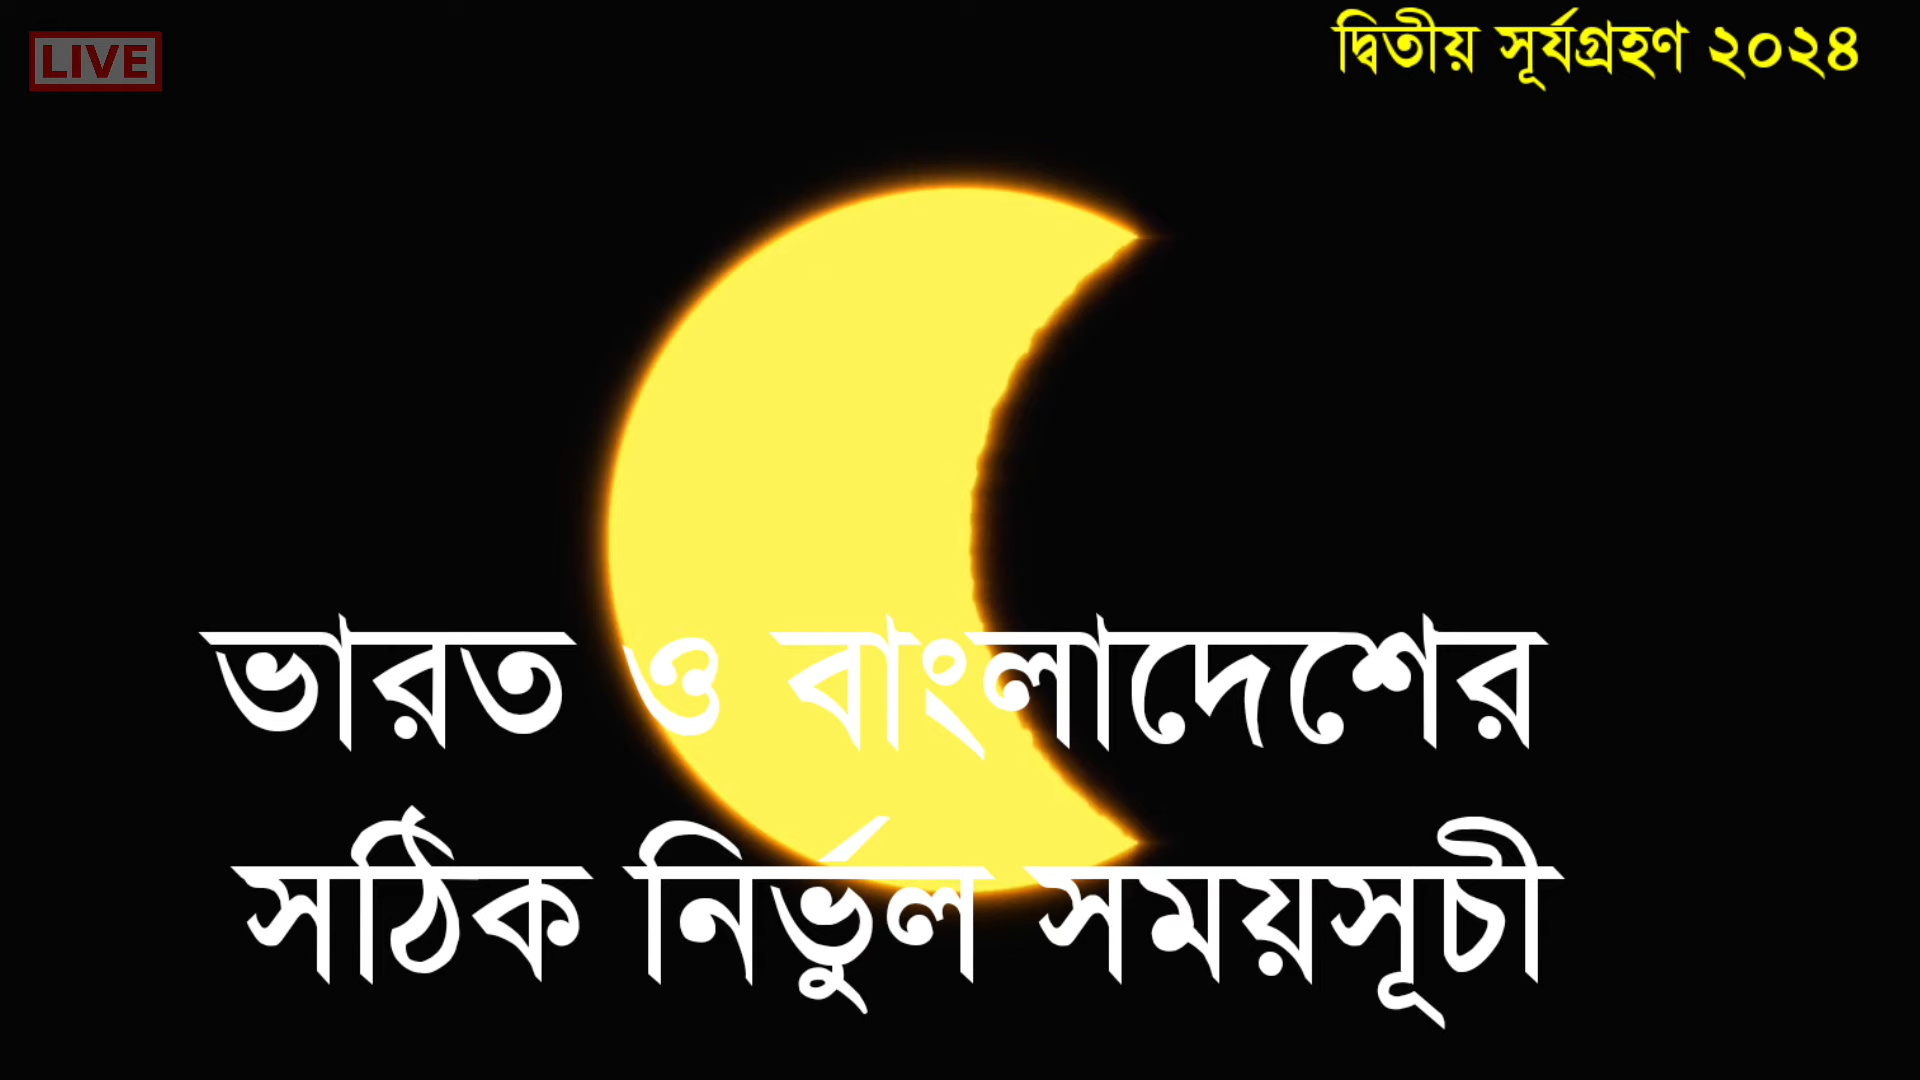 LIVE
দ্বিতীয় সূর্যগ্রহণ ২০২৪
ভারত ও বাংলাদেশের
সঠিক নির্ভুল সময়সূচী